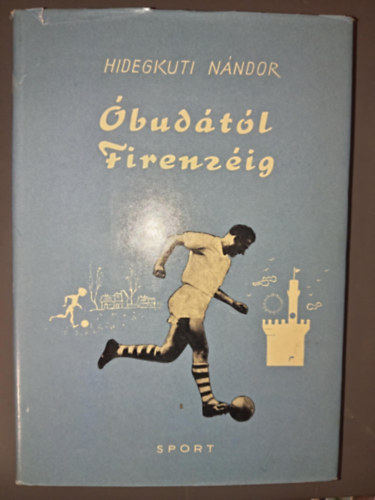 HIDEGKUTI NÁNDOR
Óbudától
Firenzéig
SPORT